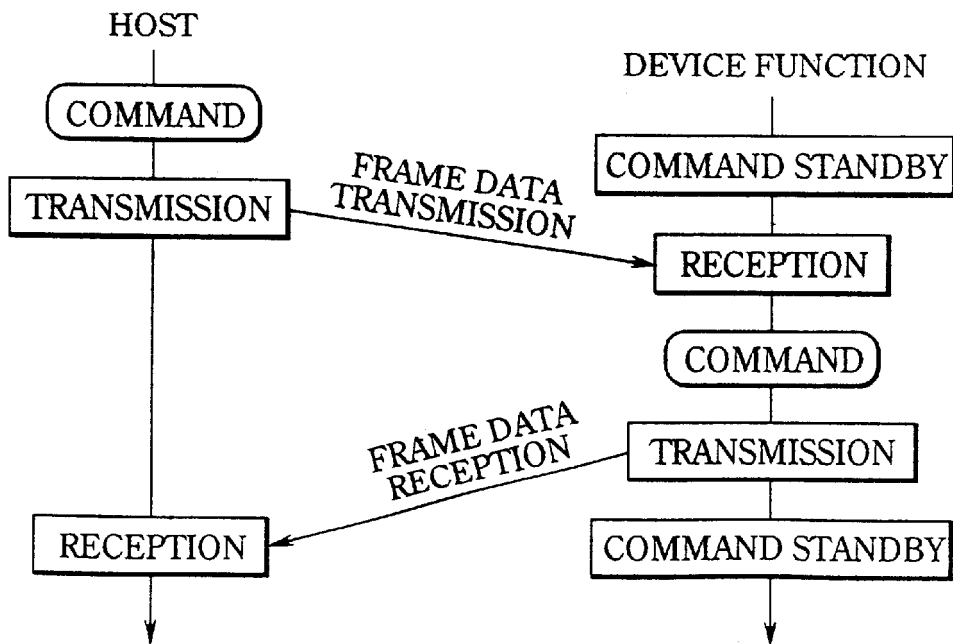 HOST
DEVICE FUNCTION
COMMAND
COMMAND STANDBY
TRANSMISSION
FRAME DATA
TRANSMISSION
RECEPTION
COMMAND
FRAME DATA
RECEPTION
TRANSMISSION
RECEPTION
COMMAND STANDBY